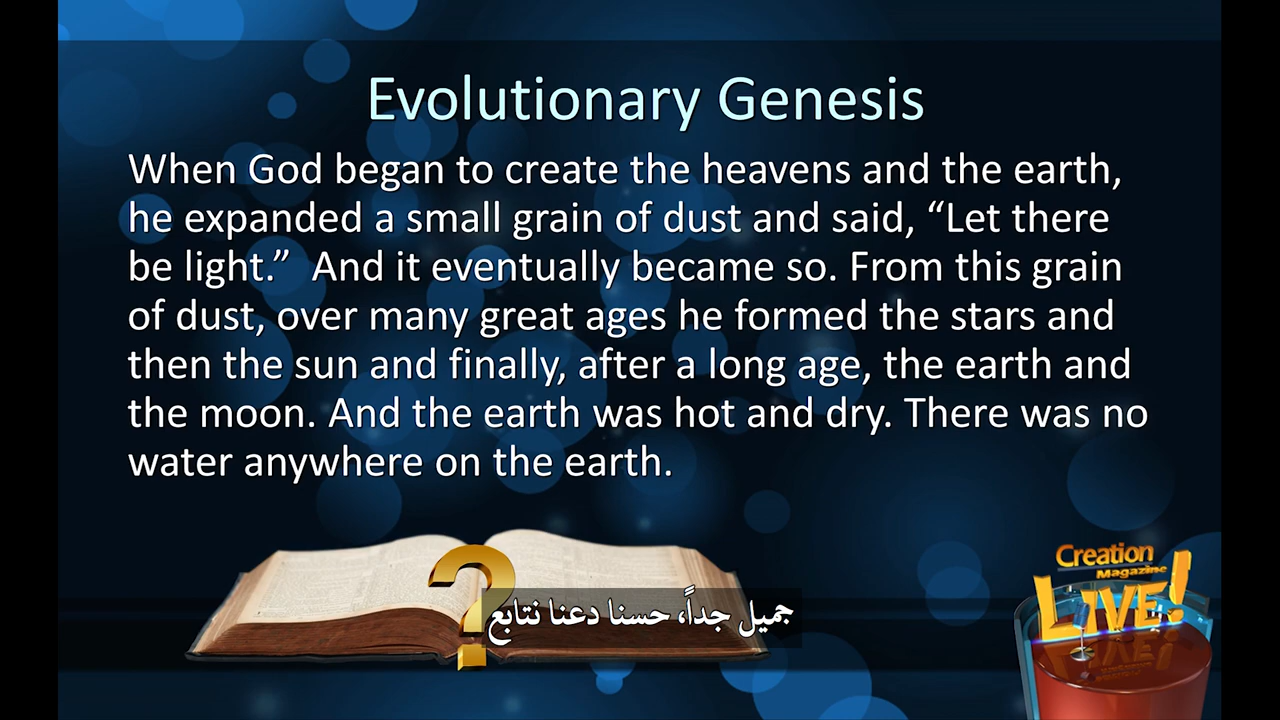 Evolutionary Genesis
When God began to create the heavens and the earth,
he expanded a small grain of dust and said, “Let there
be light.”  And it eventually became so. From this grain
of dust, over many great ages he formed the stars and
then the sun and finally, after a long age, the earth and
the moon. And the earth was hot and dry. There was no
water anywhere on the earth.
?
جميل جداً، حسنا دعنا نتابع
Creation
Magazine
LIVE!